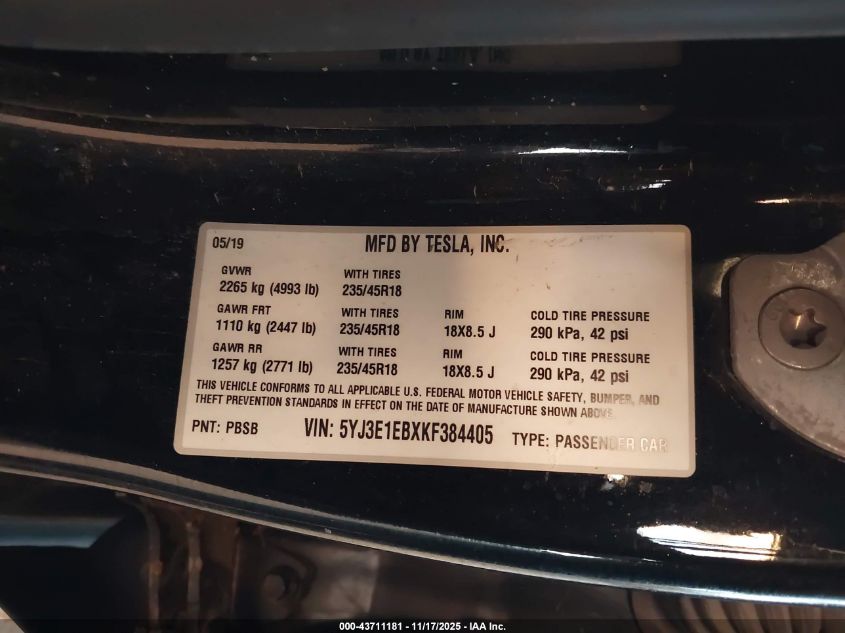 05/19 MFD BY TESLA, INC.
GVWR WITH TIRES
2265 kg (4993 lb) 235/45R18
GAWR FRT WITH TIRES RIM COLD TIRE PRESSURE
1110 kg (2447 lb) 235/45R18 18X8.5 J 290 kPa, 42 psi
GAWR RR WITH TIRES RIM COLD TIRE PRESSURE
1257 kg (2771 lb) 235/45R18 18X8.5 J 290 kPa, 42 psi
THIS VEHICLE CONFORMS TO ALL APPLICABLE U.S. FEDERAL MOTOR VEHICLE SAFETY, BUMPER, AND
THEFT PREVENTION STANDARDS IN EFFECT ON THE DATE OF MANUFACTURE SHOWN ABOVE
PNT: PBSB VIN: 5YJ3E1EBXKF384405 TYPE: PASSENGER CAR
000-43711181 - 11/17/2025 - IAA Inc.